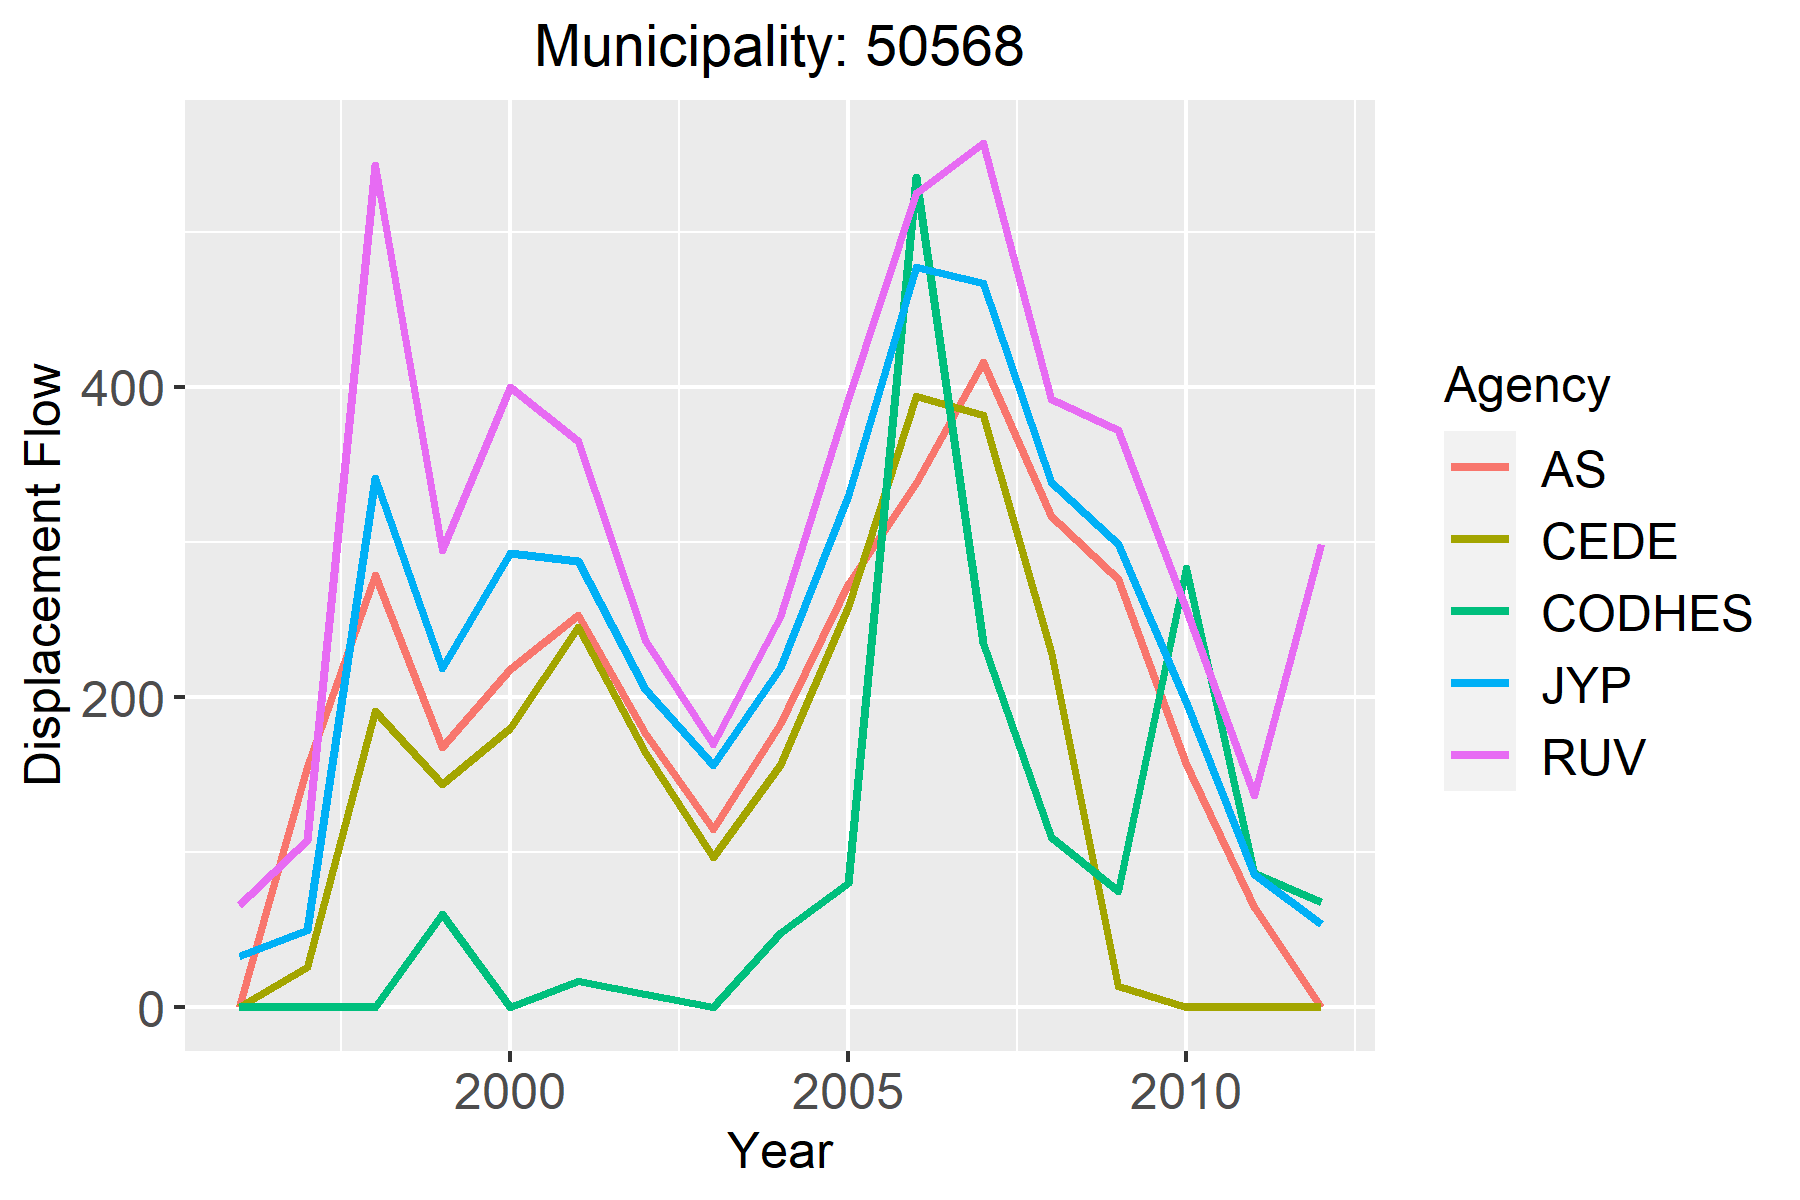 Municipality: 50568
Displacement Flow
400
200
0
2000 2005 2010
Year
Agency
AS
CEDE
CODHES
JYP
RUV